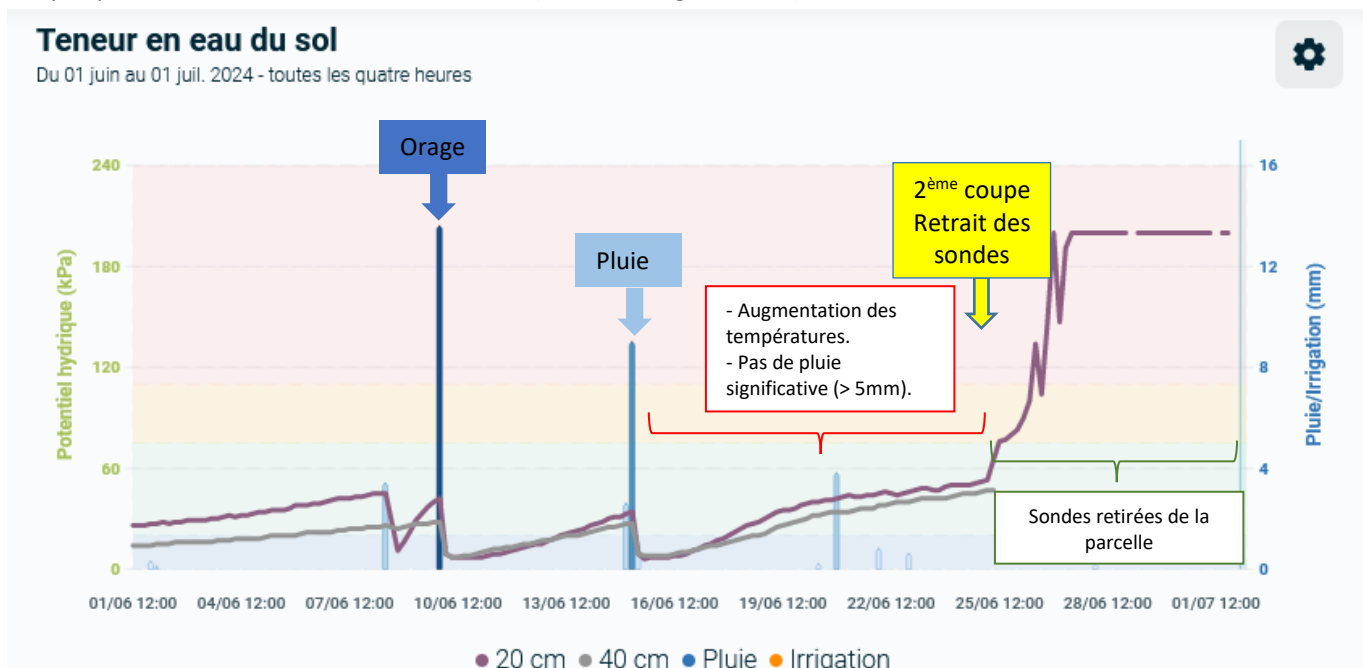 Teneur en eau du sol
Du 01 juin au 01 juil. 2024 - toutes les quatre heures
Orage
Pluie
2ème coupe
Retrait des
sondes
- Augmentation des
températures.
- Pas de pluie
significative (> 5mm).
Sondes retirées de la
parcelle
Potentiel hydrique (kPa)
240
180
120
60
0
Pluie/Irrigation (mm)
16
12
8
4
0
01/06 12:00 04/06 12:00 07/06 12:00 10/06 12:00 13/06 12:00 16/06 12:00 19/06 12:00 22/06 12:00 25/06 12:00 28/06 12:00 01/07 12:00
20 cm 40 cm Pluie Irrigation